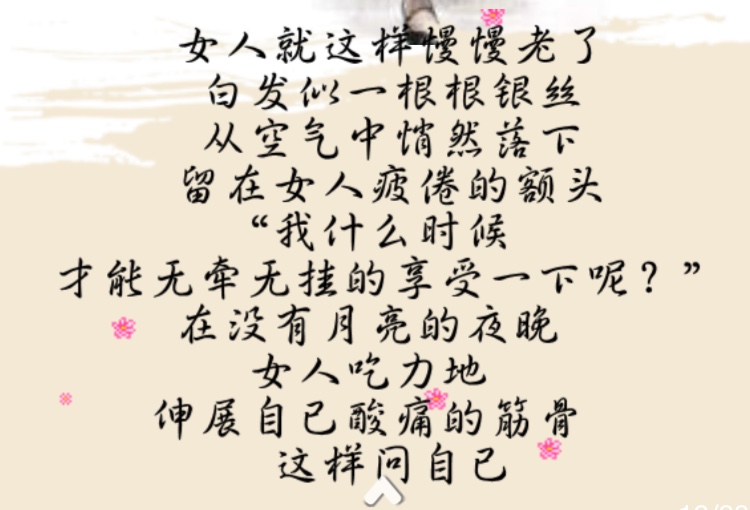 女人就这样慢慢老了
白发似一根根银丝
从空气中悄然落下
留在女人疲倦的额头
“我什么时候
才能无牵无挂的享受一下呢？”
在没有月亮的夜晚
女人吃力地
伸展自己酸痛的筋骨
这样问自己